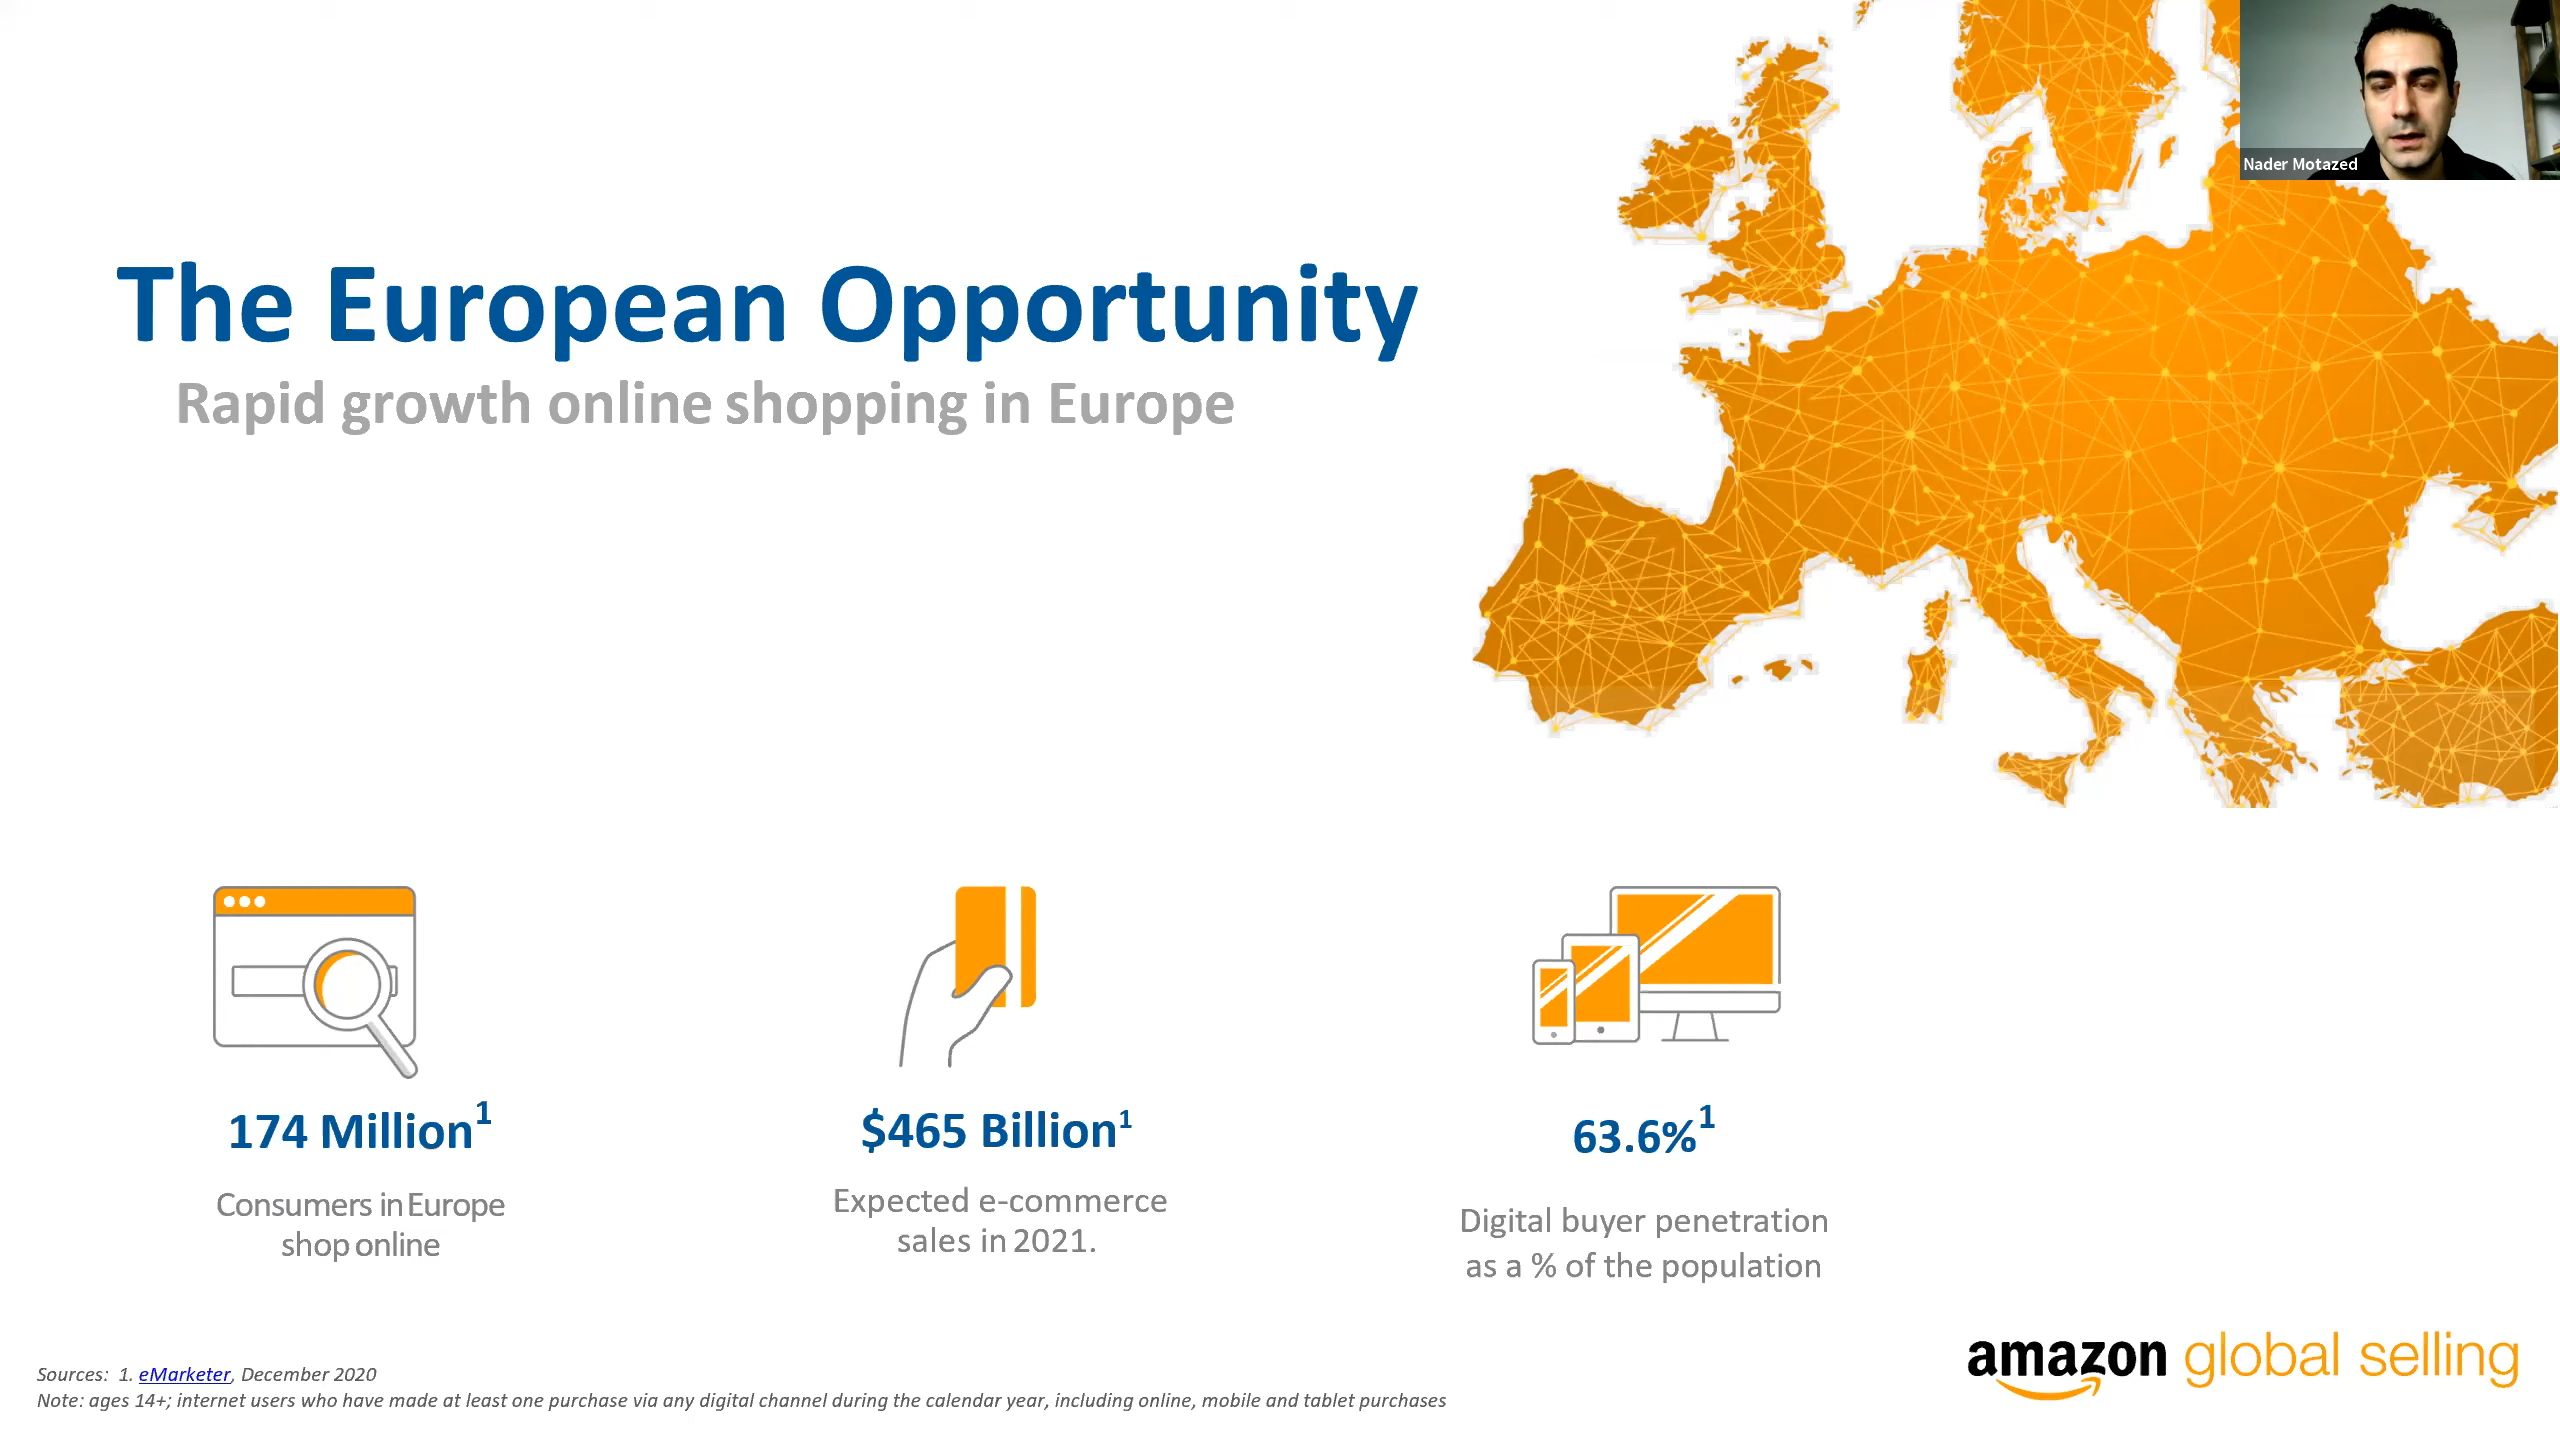 Nader Motazed
The European Opportunity
Rapid growth online shopping in Europe
174 Million1
Consumers in Europe
shop online
$465 Billion1
Expected e-commerce
sales in 2021.
63.6%1
Digital buyer penetration
as a % of the population
Sources: 1. eMarketer, December 2020
Note: ages 14+; internet users who have made at least one purchase via any digital channel during the calendar year, including online, mobile and tablet purchases
amazon global selling